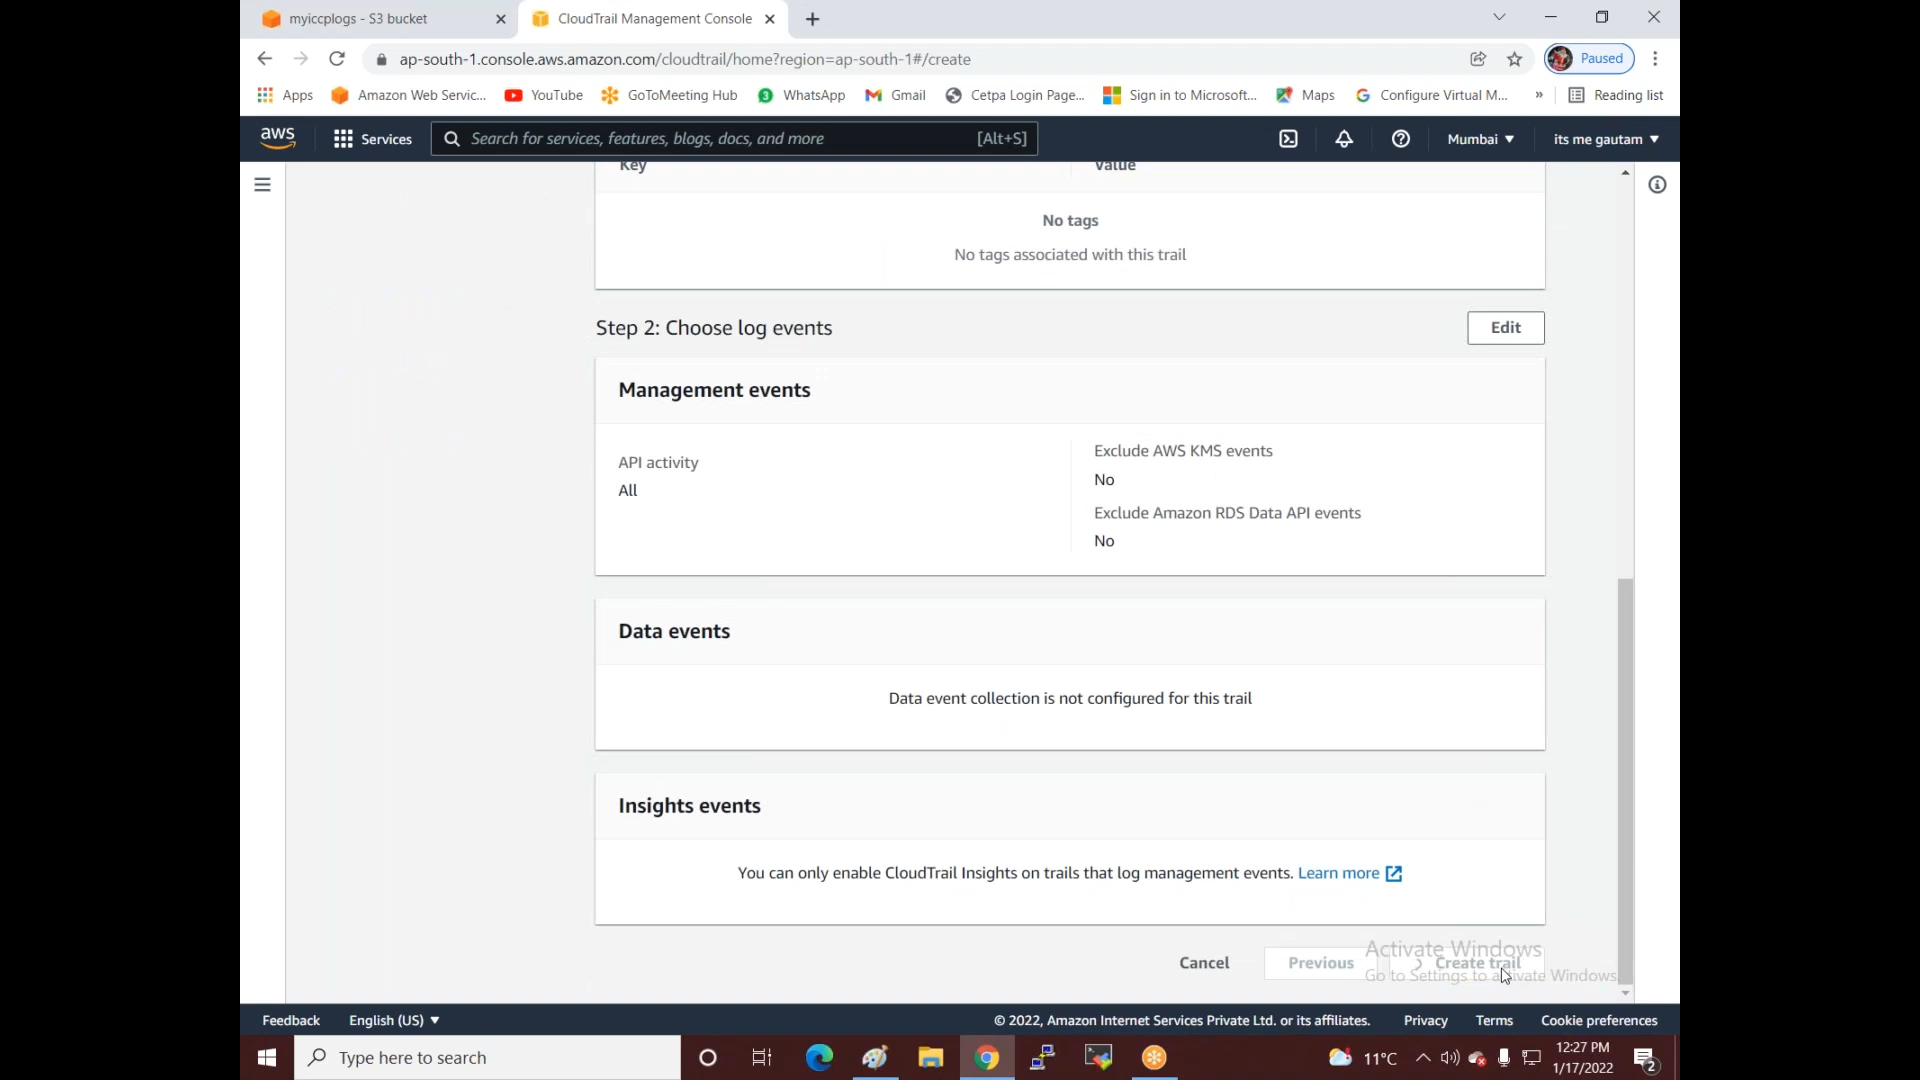 myiccplogs - S3 bucket
CloudTrail Management Console
ap-south-1.console.aws.amazon.com/cloudtrail/home?region=ap-south-1#/create
Paused
Apps
Amazon Web Servic...
YouTube
GoToMeeting Hub
3
WhatsApp
Gmail
Cetpa Login Page...
Sign in to Microsoft...
Maps
Configure Virtual M...
»
Reading list
aws
Services
Search for services, features, blogs, docs, and more
[Alt+S]
Mumbai
its me gautam
Key
Value
No tags
No tags associated with this trail
Step 2: Choose log events
Edit
Management events
API activity
All
Exclude AWS KMS events
No
Exclude Amazon RDS Data API events
No
Data events
Data event collection is not configured for this trail
Insights events
You can only enable CloudTrail Insights on trails that log management events. Learn more
Cancel
Previous
Create trail
Activate Windows
Go to Settings to activate Windows.
Feedback
English (US)
© 2022, Amazon Internet Services Private Ltd. or its affiliates.
Privacy
Terms
Cookie preferences
Type here to search
11°C
12:27 PM
1/17/2022
2